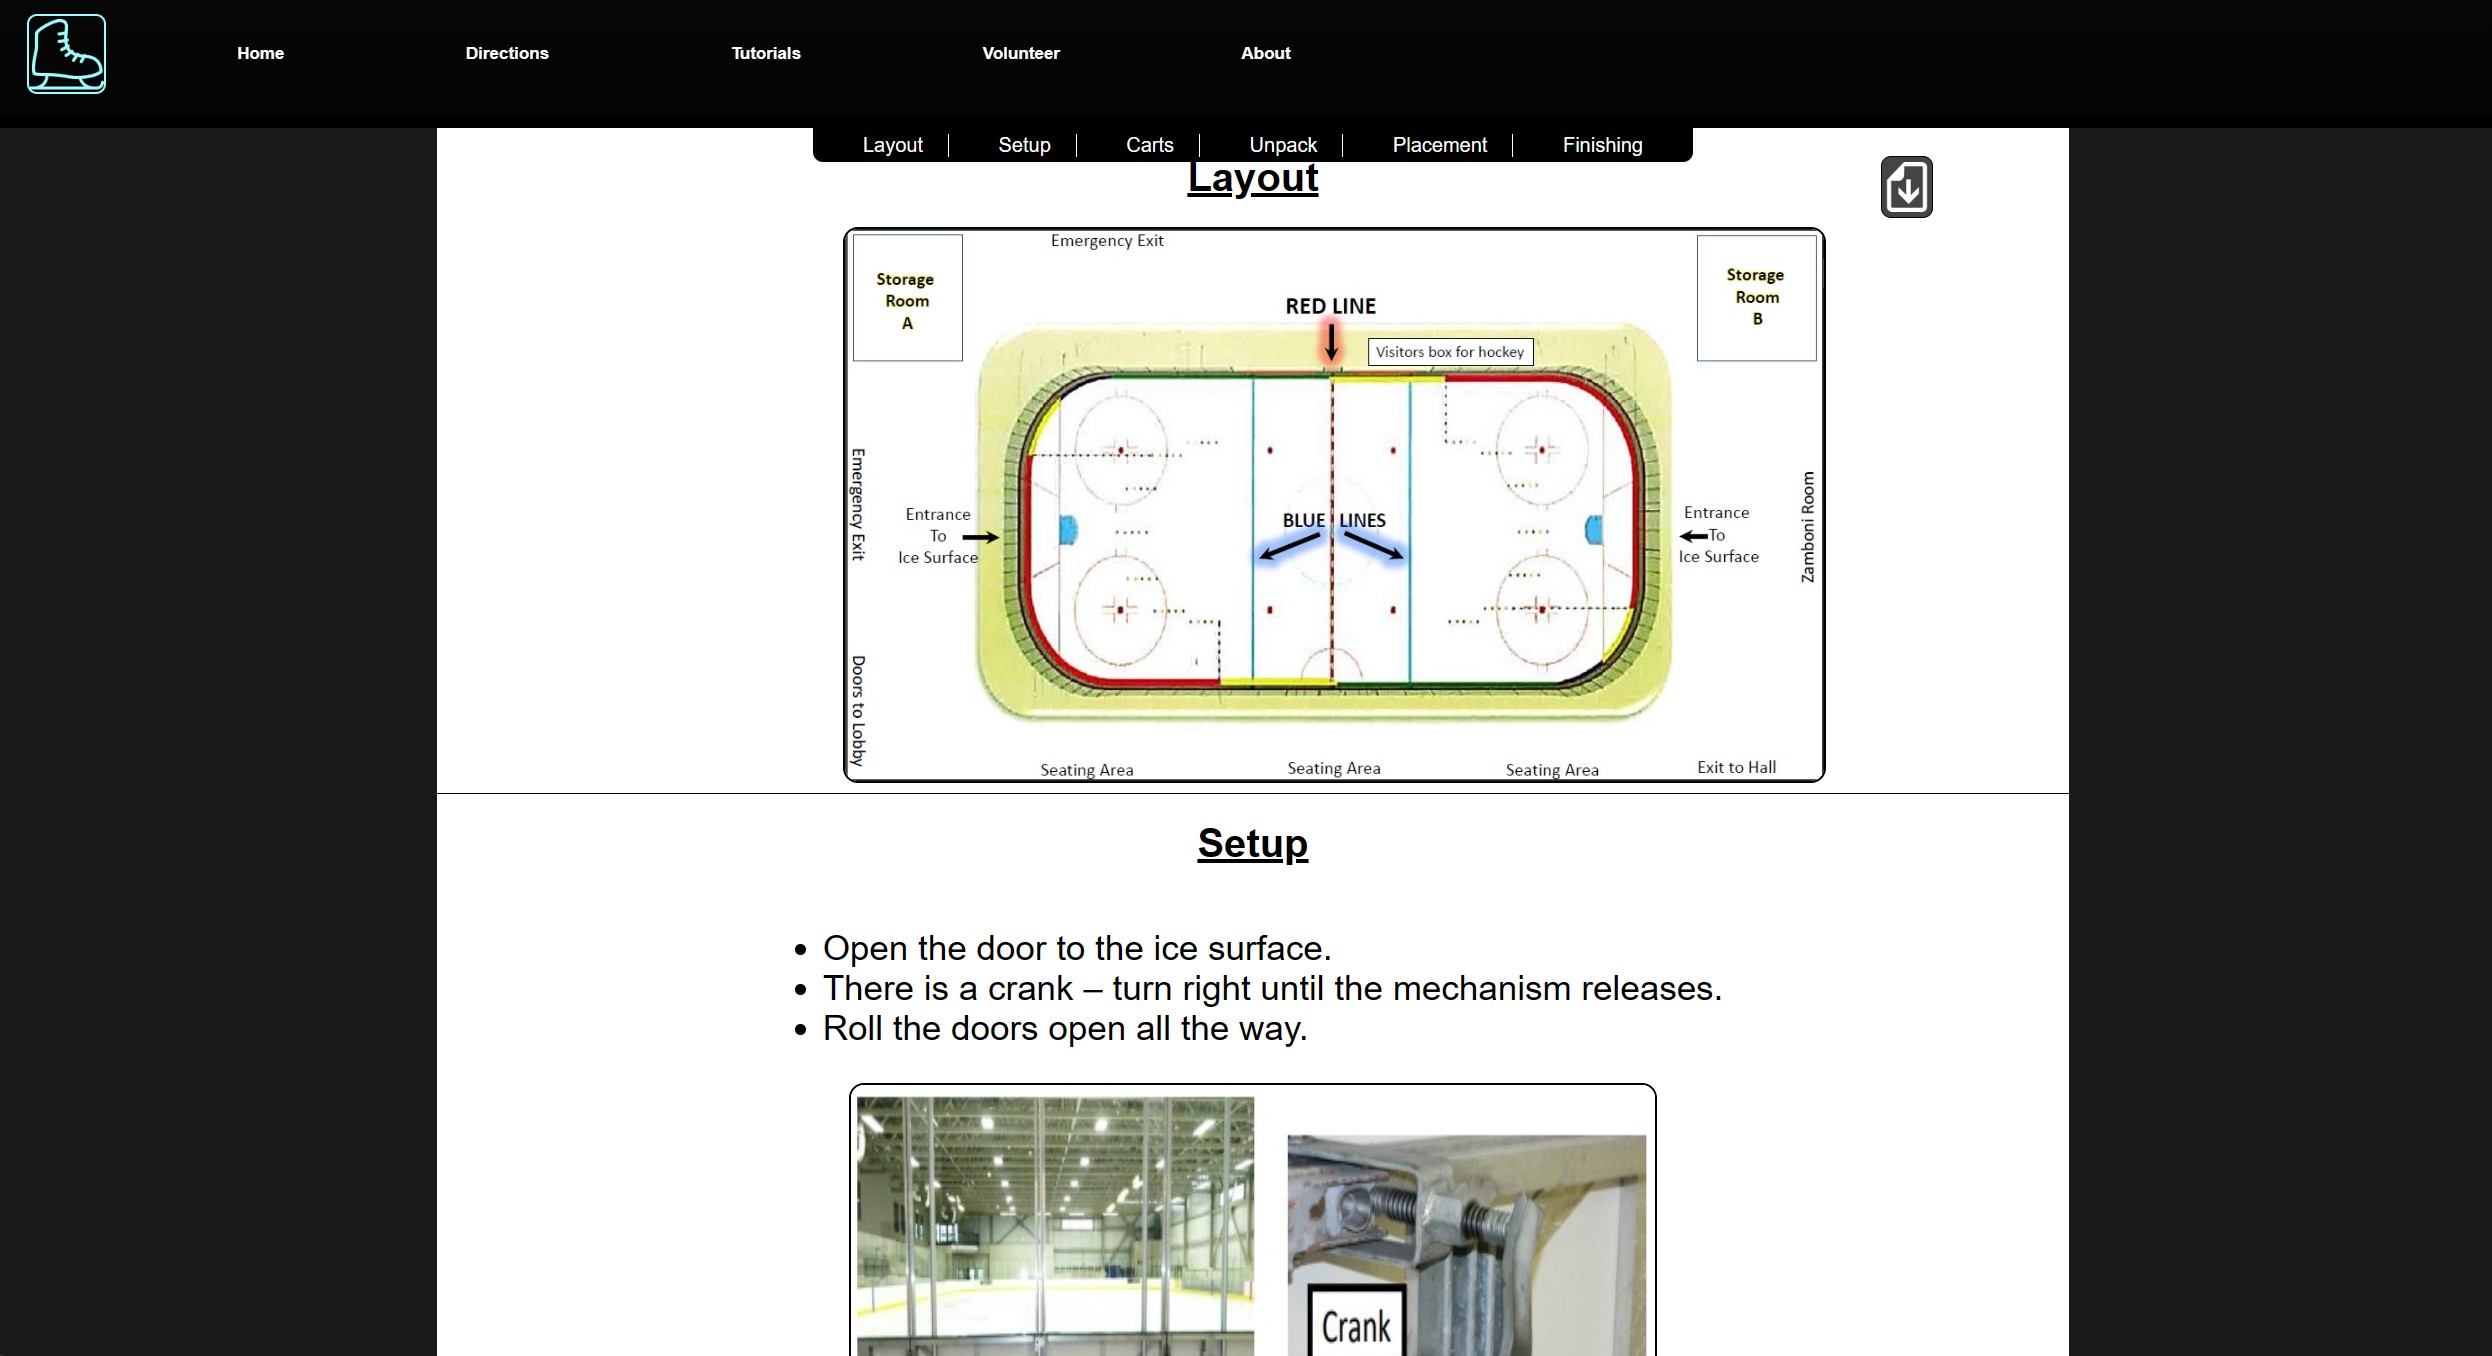 Home Directions Tutorials Volunteer About
Layout Setup Carts Unpack Placement Finishing
Layout
Emergency Exit
Storage
Room
A
Storage
Room
B
RED LINE
Visitors box for hockey
Emergency Exit
Entrance
To
Ice Surface
BLUE LINES
Entrance
To
Ice Surface
Zamboni Room
Doors to Lobby
Seating Area
Seating Area
Seating Area
Exit to Hall
Setup
• Open the door to the ice surface.
• There is a crank – turn right until the mechanism releases.
• Roll the doors open all the way.
Crank